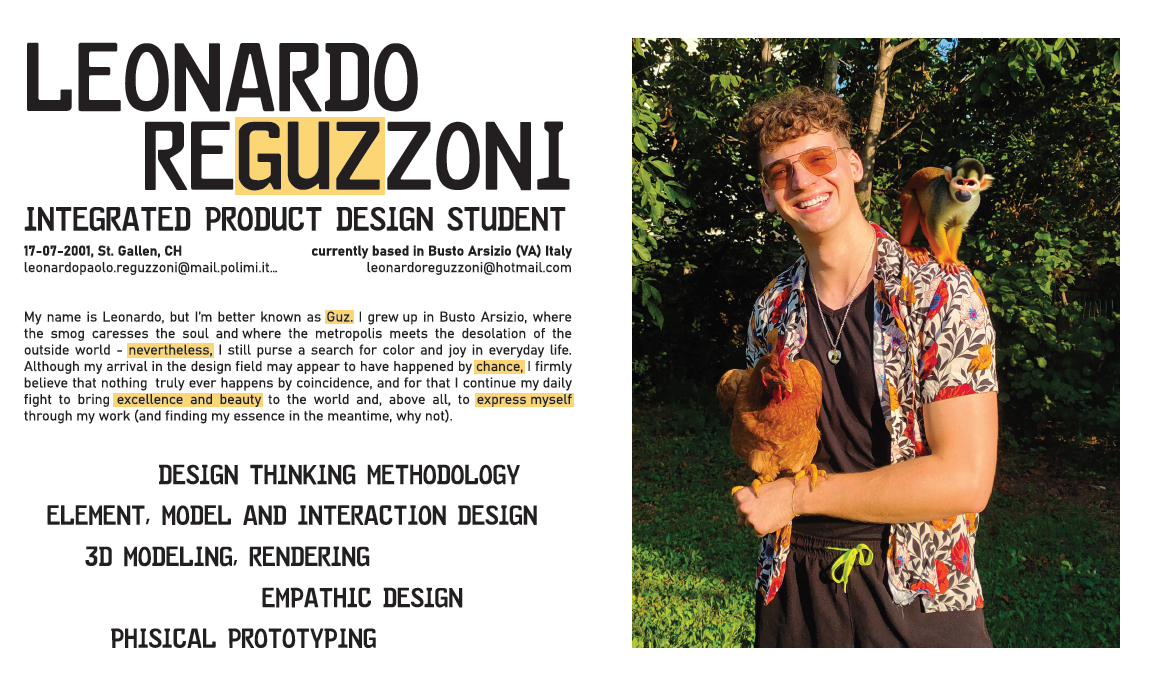 LEONARDO
REGUZZONI
INTEGRATED PRODUCT DESIGN STUDENT
17-07-2001, St. Gallen, CH currently based in Busto Arsizio (VA) Italy
leonardopaolo.reguzzoni@mail.polimi.it... leonardoreguzzoni@hotmail.com
My name is Leonardo, but I'm better known as Guz. I grew up in Busto Arsizio, where
the smog caresses the soul and where the metropolis meets the desolation of the
outside world - nevertheless, I still purse a search for color and joy in everyday life.
Although my arrival in the design field may appear to have happened by chance, I firmly
believe that nothing truly ever happens by coincidence, and for that I continue my daily
fight to bring excellence and beauty to the world and, above all, to express myself
through my work (and finding my essence in the meantime, why not).
DESIGN THINKING METHODOLOGY
ELEMENT, MODEL AND INTERACTION DESIGN
3D MODELING, RENDERING
EMPATHIC DESIGN
PHISICAL PROTOTYPING